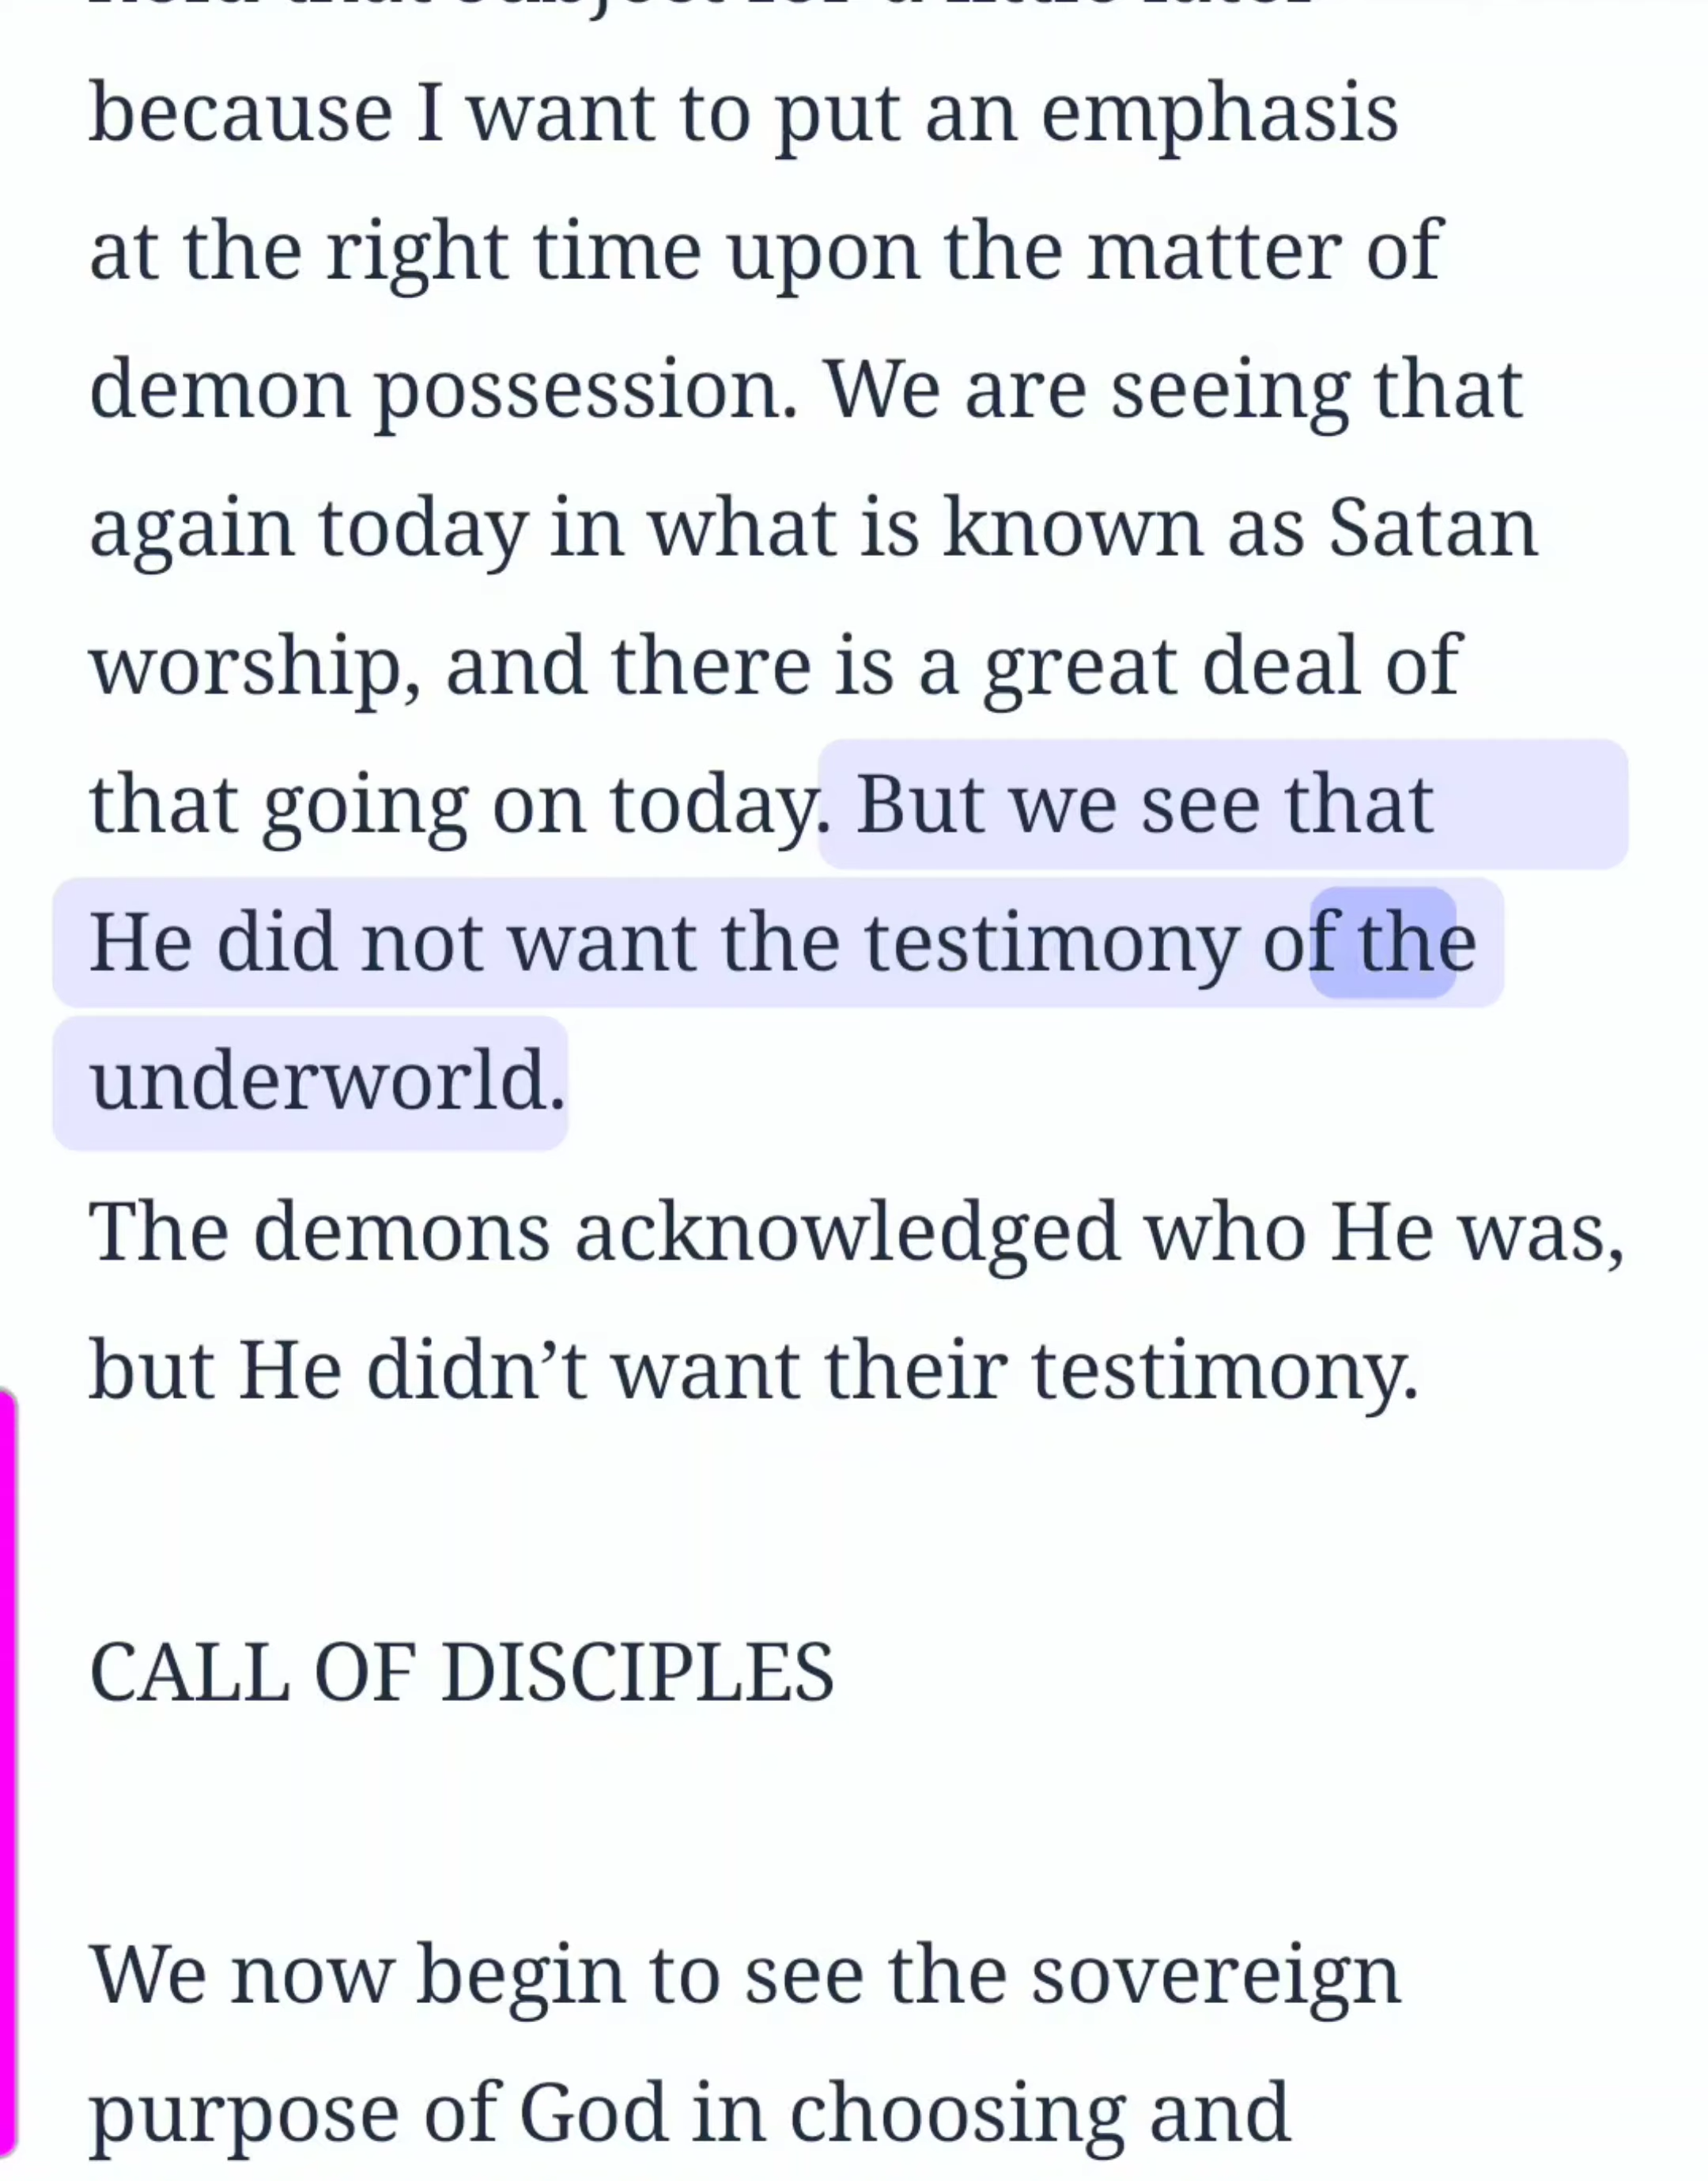 because I want to put an emphasis
at the right time upon the matter of
demon possession. We are seeing that
again today in what is known as Satan
worship, and there is a great deal of
that going on today. But we see that
He did not want the testimony of the
underworld.
The demons acknowledged who He was,
but He didn’t want their testimony.
CALL OF DISCIPLES
We now begin to see the sovereign
purpose of God in choosing and